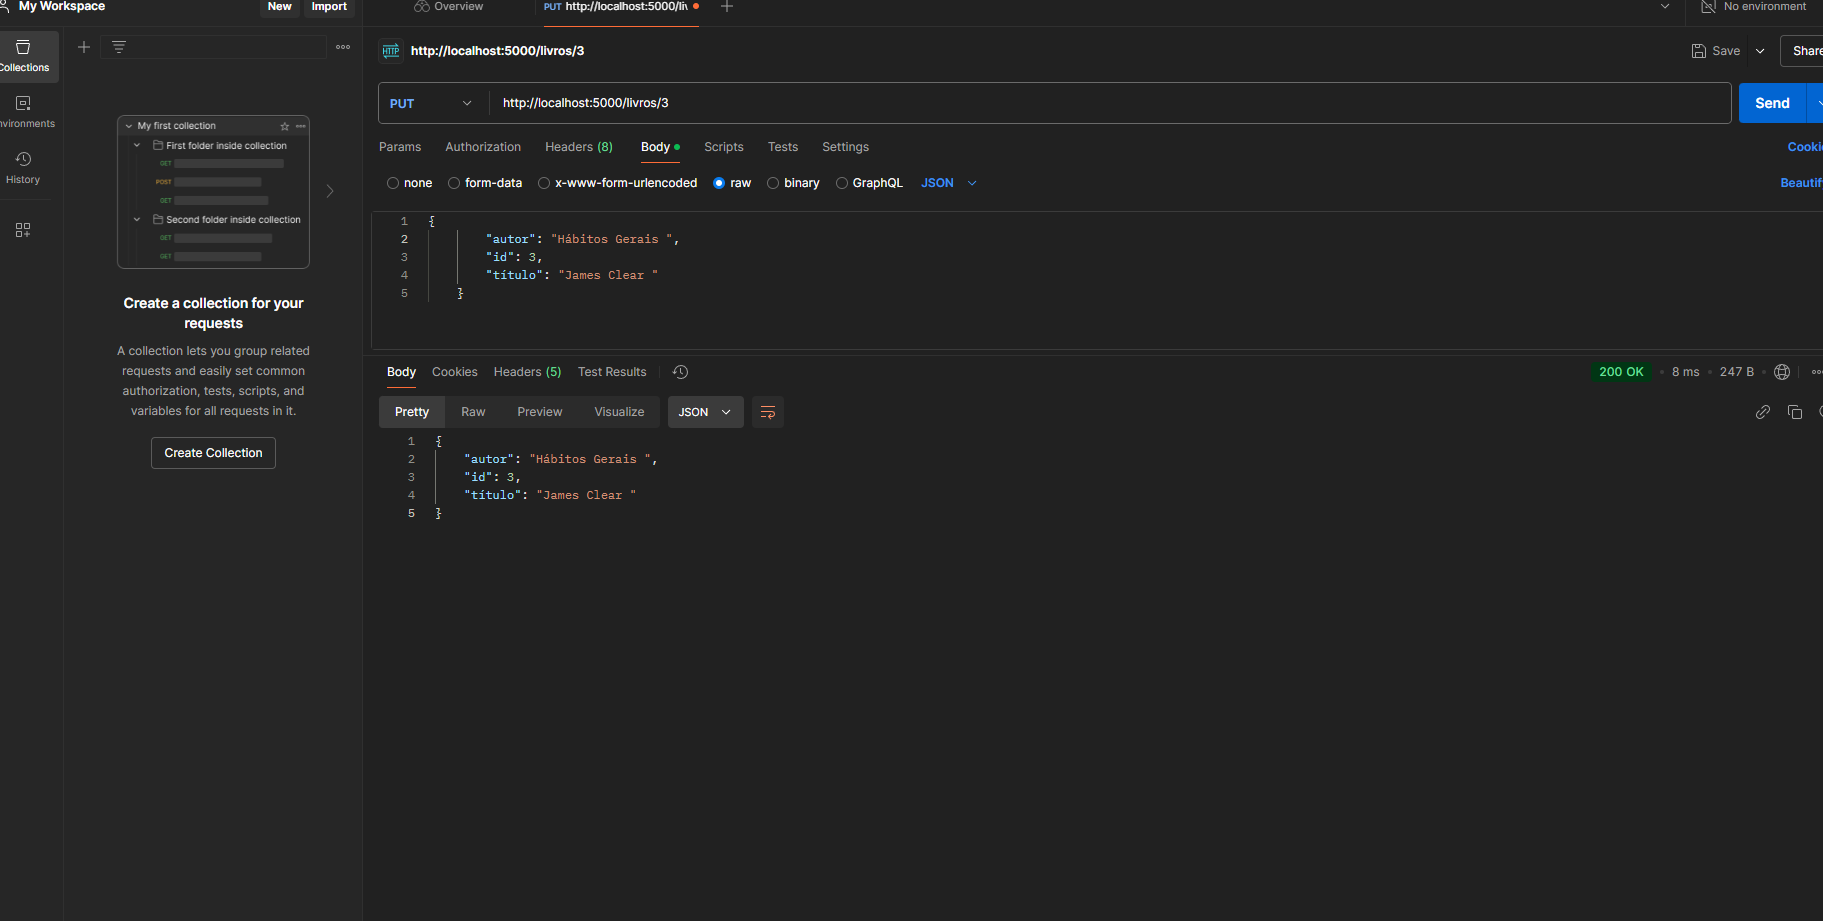 My Workspace
New
Import
Overview
PUT http://localhost:5000/liv
No environment
Collections
http://localhost:5000/livros/3
Save
Share
PUT
http://localhost:5000/livros/3
Send
nvironments
My first collection
First folder inside collection
GET
POST
GET
Second folder inside collection
GET
GET
Params Authorization Headers (8) Body Scripts Tests Settings
Cooki
History
none form-data x-www-form-urlencoded raw binary GraphQL JSON
Beautif
1 {
2 "autor": "Hábitos Gerais ",
3 "id": 3,
4 "título": "James Clear "
5 }
Create a collection for your
requests
A collection lets you group related
requests and easily set common
authorization, tests, scripts, and
variables for all requests in it.
Create Collection
Body Cookies Headers (5) Test Results
200 OK 8 ms 247 B
Pretty Raw Preview Visualize JSON
1 {
2 "autor": "Hábitos Gerais ",
3 "id": 3,
4 "título": "James Clear "
5 }